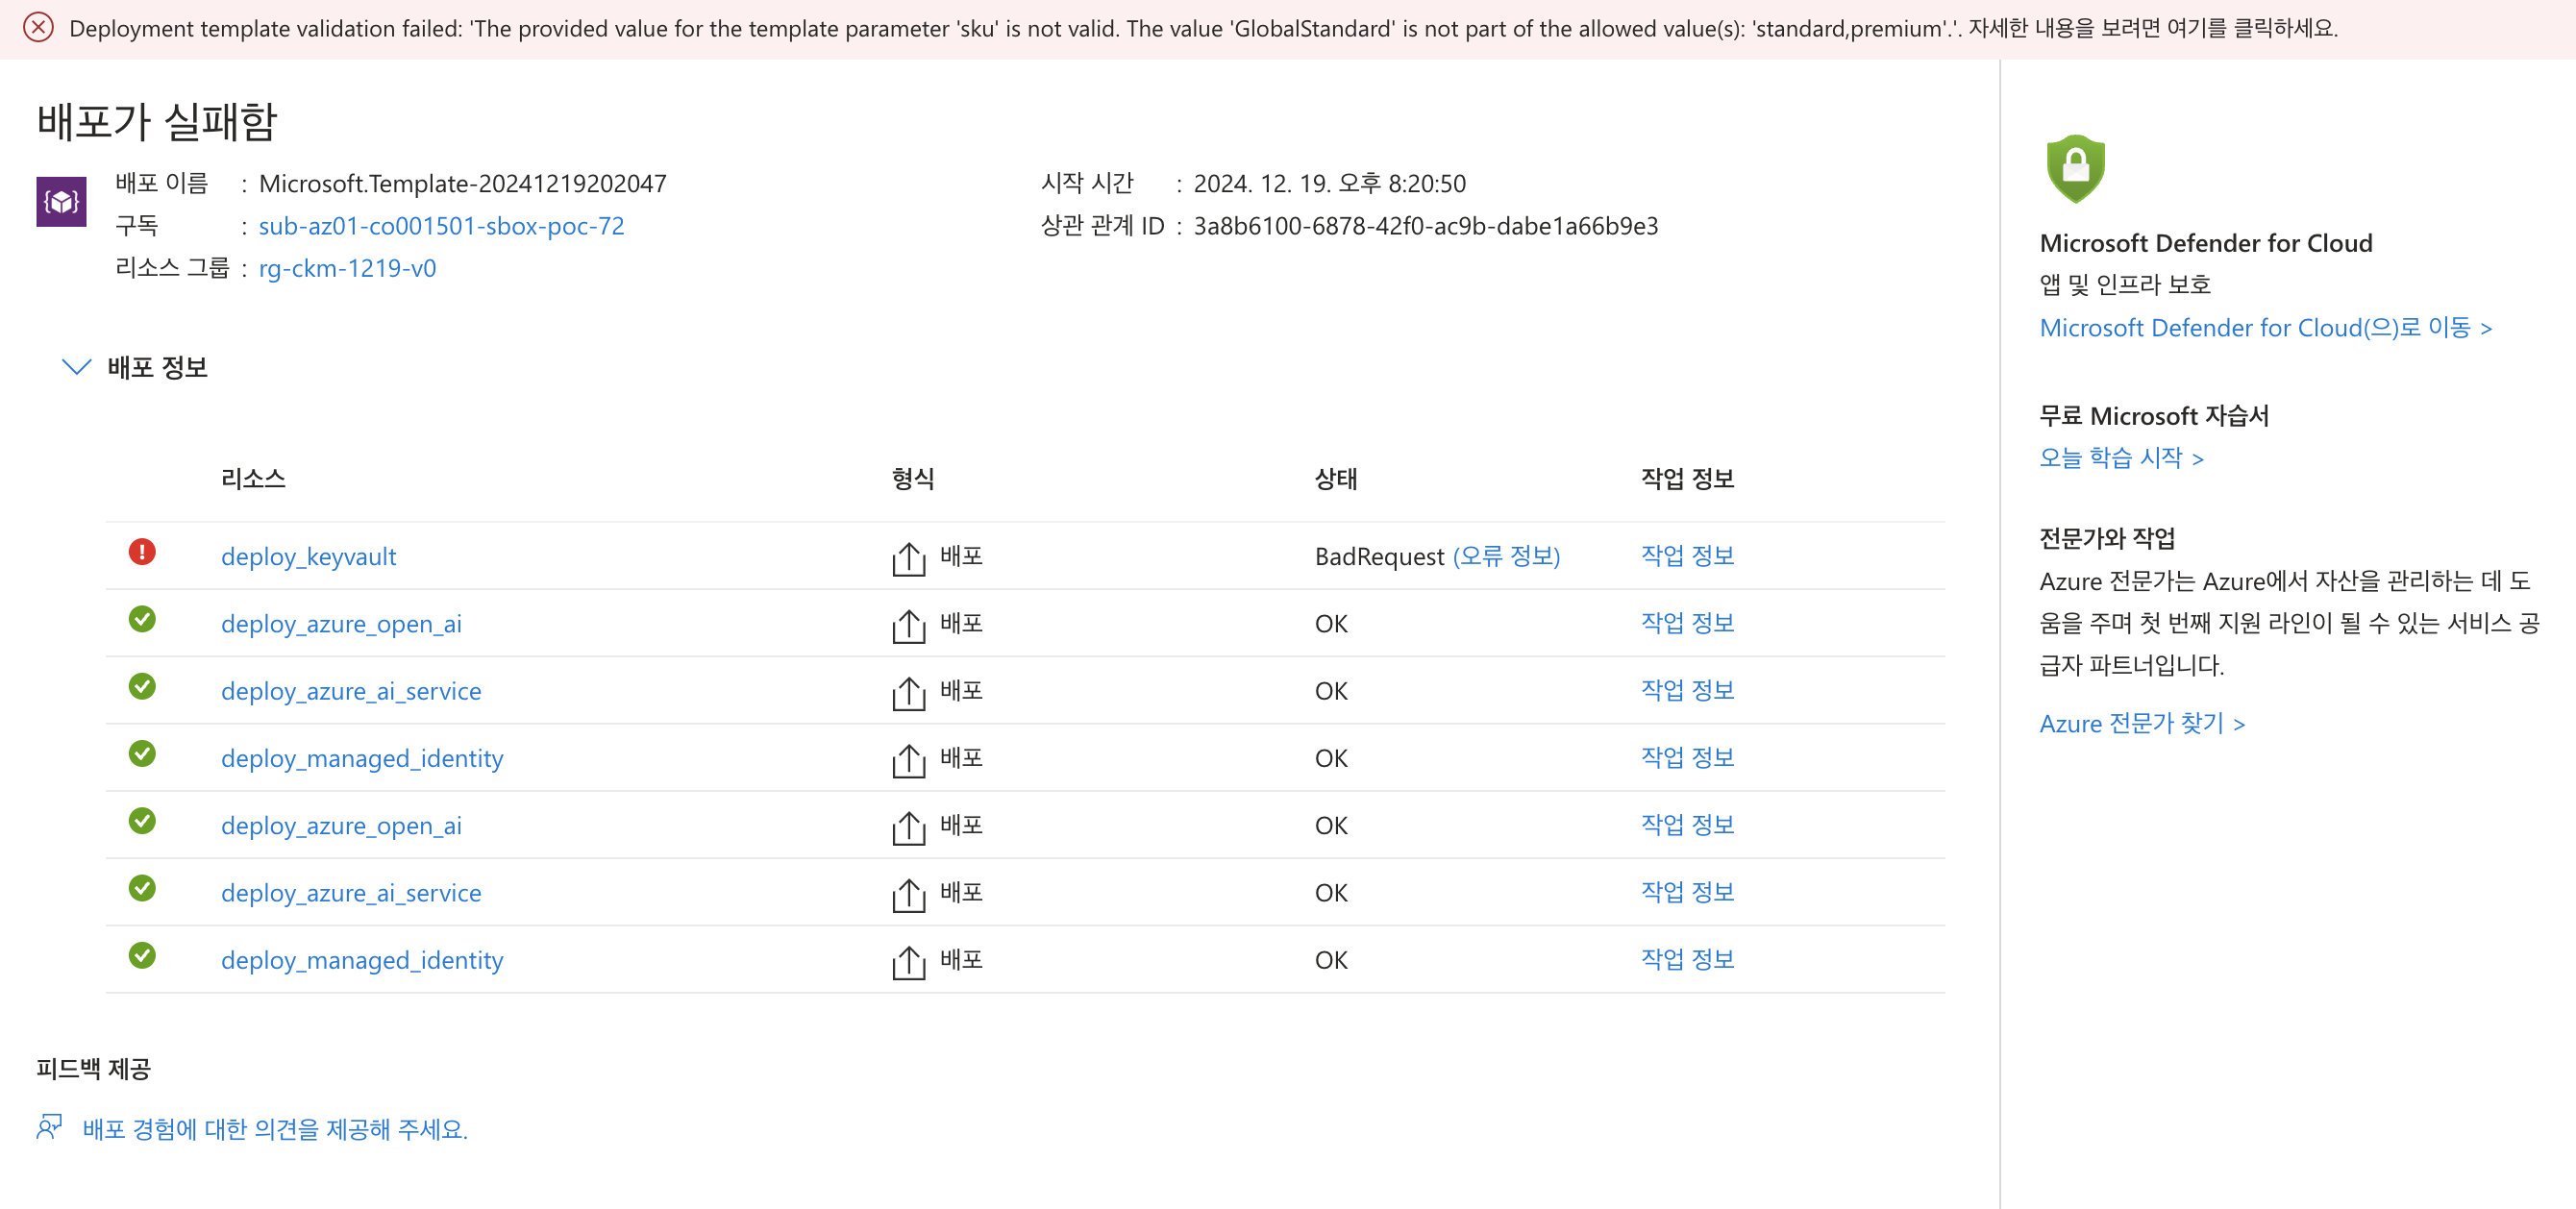 Deployment template validation failed: 'The provided value for the template parameter 'sku' is not valid. The value 'GlobalStandard' is not part of the allowed value(s): 'standard,premium'.'. 자세한 내용을 보려면 여기를 클릭하세요.
배포가 실패함
배포 이름 : Microsoft.Template-20241219202047
구독 : sub-az01-co001501-sbox-poc-72
리소스 그룹 : rg-ckm-1219-v0
시작 시간 : 2024. 12. 19. 오후 8:20:50
상관 관계 ID : 3a8b6100-6878-42f0-ac9b-dabe1a66b9e3
배포 정보
리소스 형식 상태 작업 정보
deploy_keyvault 배포 BadRequest (오류 정보) 작업 정보
deploy_azure_open_ai 배포 OK 작업 정보
deploy_azure_ai_service 배포 OK 작업 정보
deploy_managed_identity 배포 OK 작업 정보
deploy_azure_open_ai 배포 OK 작업 정보
deploy_azure_ai_service 배포 OK 작업 정보
deploy_managed_identity 배포 OK 작업 정보
피드백 제공
배포 경험에 대한 의견을 제공해 주세요.
Microsoft Defender for Cloud
앱 및 인프라 보호
Microsoft Defender for Cloud(으)로 이동 >
무료 Microsoft 자습서
오늘 학습 시작 >
전문가와 작업
Azure 전문가는 Azure에서 자산을 관리하는 데 도
움을 주며 첫 번째 지원 라인이 될 수 있는 서비스 공
급자 파트너입니다.
Azure 전문가 찾기 >